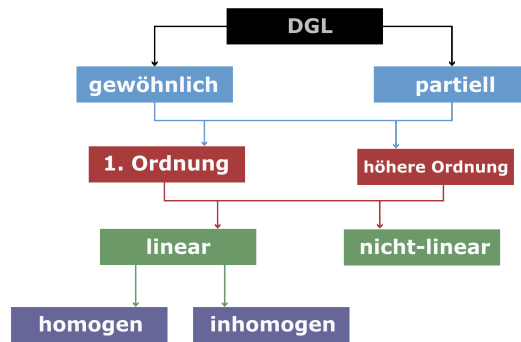 DGL
gewöhnlich
partiell
1. Ordnung
höhere Ordnung
linear
nicht-linear
homogen
inhomogen